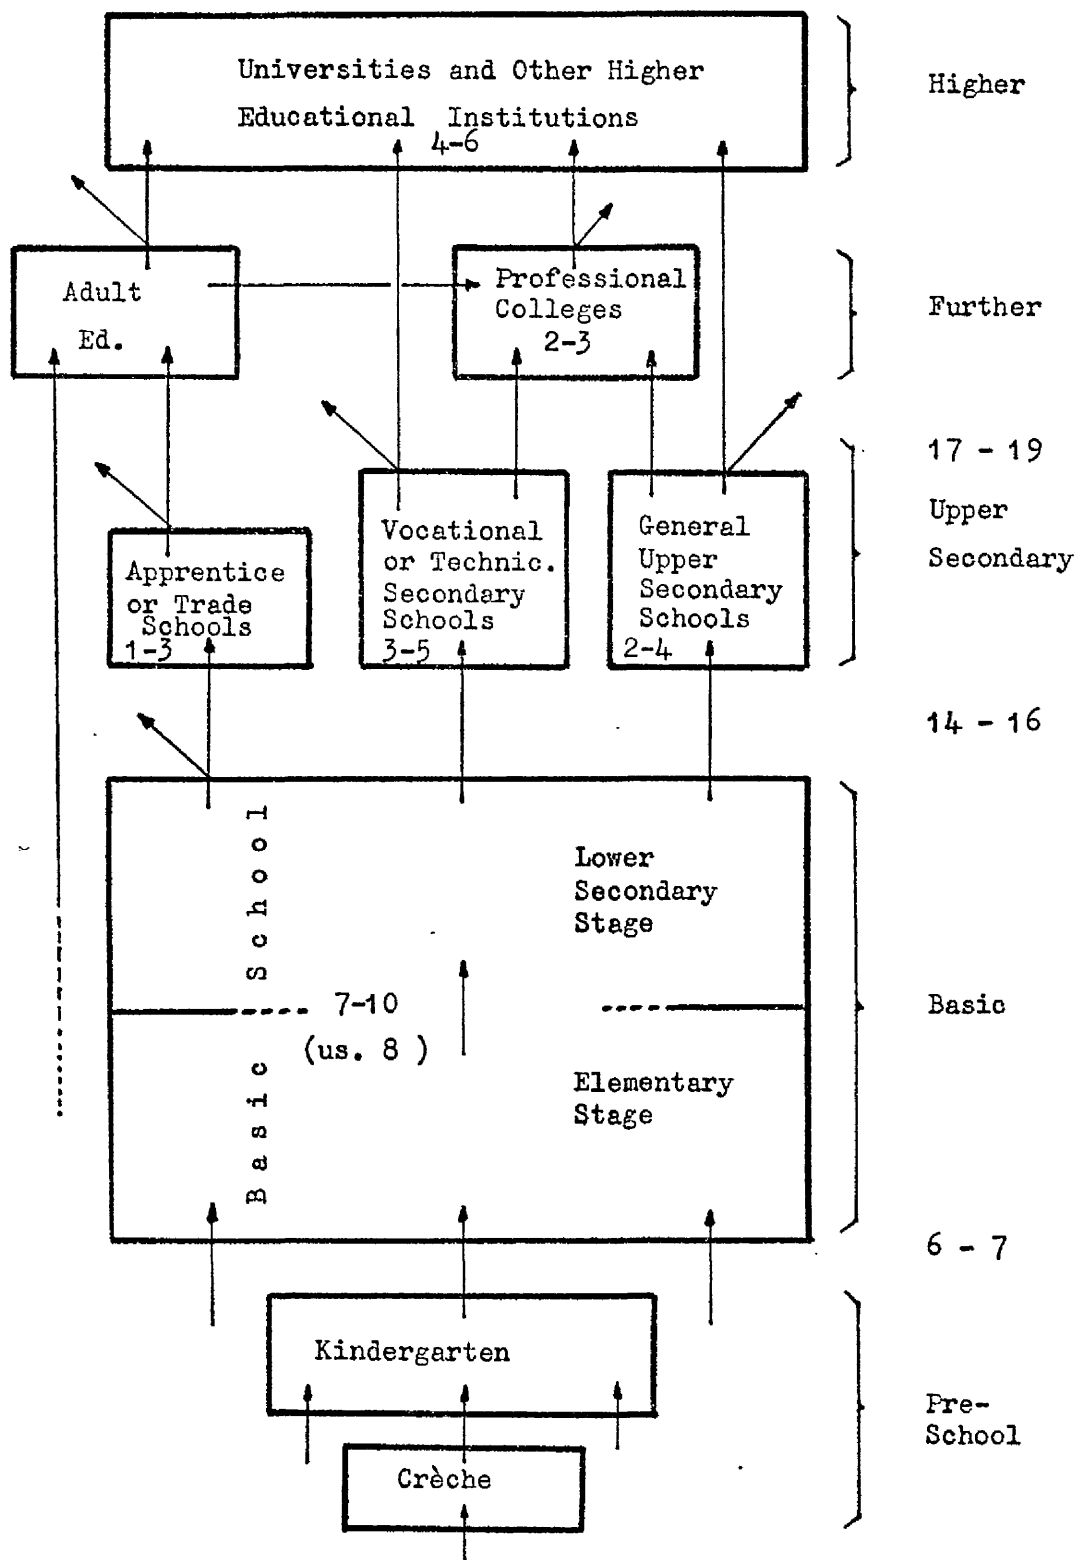 Universities and Other Higher
Educational Institutions
4-6
Higher
Adult
Ed.
Professional
Colleges
2-3
Further
17 - 19
Upper
Secondary
Apprentice
or Trade
Schools
1-3
Vocational
or Technic.
Secondary
Schools
3-5
General
Upper
Secondary
Schools
2-4
14 - 16
Basic School
7-10
(us. 8 )
Lower
Secondary
Stage
Elementary
Stage
Basic
6 - 7
Kindergarten
Crèche
Pre-
School